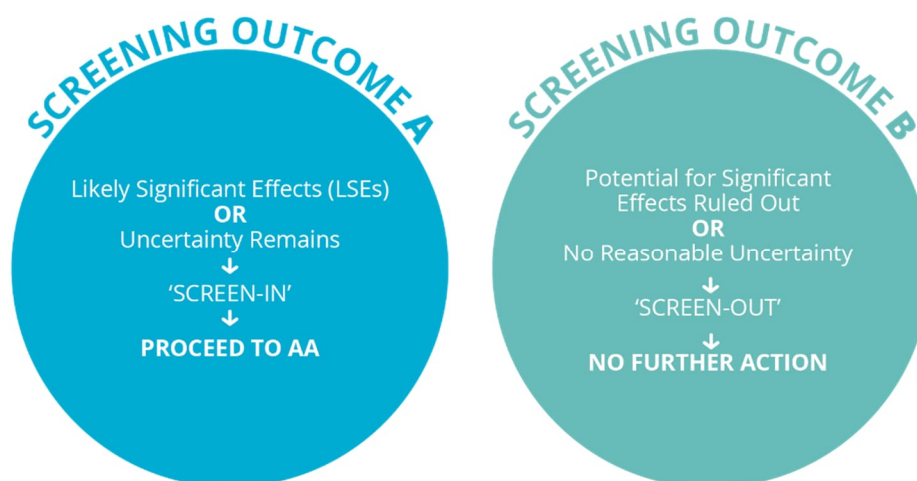 SCREENING OUTCOME A
Likely Significant Effects (LSEs)
OR
Uncertainty Remains
↓
‘SCREEN-IN’
↓
PROCEED TO AA
SCREENING OUTCOME B
Potential for Significant
Effects Ruled Out
OR
No Reasonable Uncertainty
↓
‘SCREEN-OUT’
↓
NO FURTHER ACTION